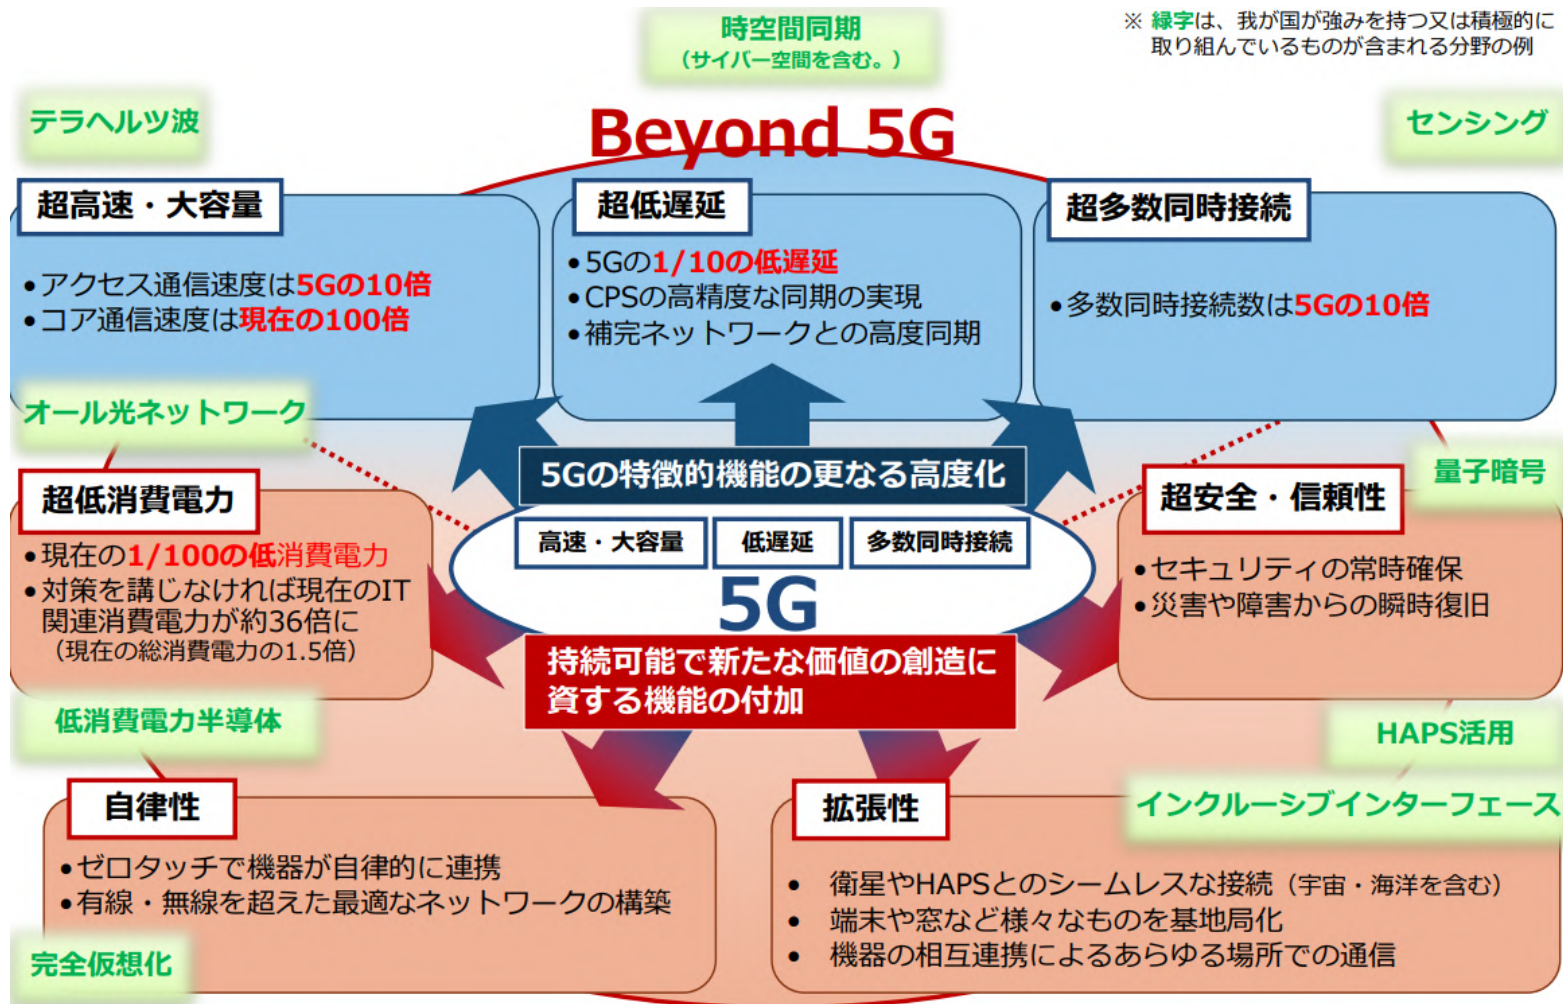 時空間同期
（サイバー空間を含む。）
※ 緑字は、我が国が強みを持つ又は積極的に
取り組んでいるものが含まれる分野の例
テラヘルツ波
Beyond 5G
センシング
超高速・大容量
•アクセス通信速度は5Gの10倍
•コア通信速度は現在の100倍
超低遅延
•5Gの1/10の低遅延
•CPSの高精度な同期の実現
•補完ネットワークとの高度同期
超多数同時接続
•多数同時接続数は5Gの10倍
オール光ネットワーク
5Gの特徴的機能の更なる高度化
量子暗号
超低消費電力
•現在の1/100の低消費電力
•対策を講じなければ現在のIT
関連消費電力が約36倍に
（現在の総消費電力の1.5倍）
高速・大容量
低遅延
多数同時接続
5G
超安全・信頼性
•セキュリティの常時確保
•災害や障害からの瞬時復旧
持続可能で新たな価値の創造に
資する機能の付加
低消費電力半導体
HAPS活用
自律性
•ゼロタッチで機器が自律的に連携
•有線・無線を超えた最適なネットワークの構築
完全仮想化
拡張性
インクルーシブインターフェース
• 衛星やHAPSとのシームレスな接続（宇宙・海洋を含む）
• 端末や窓など様々なものを基地局化
• 機器の相互連携によるあらゆる場所での通信